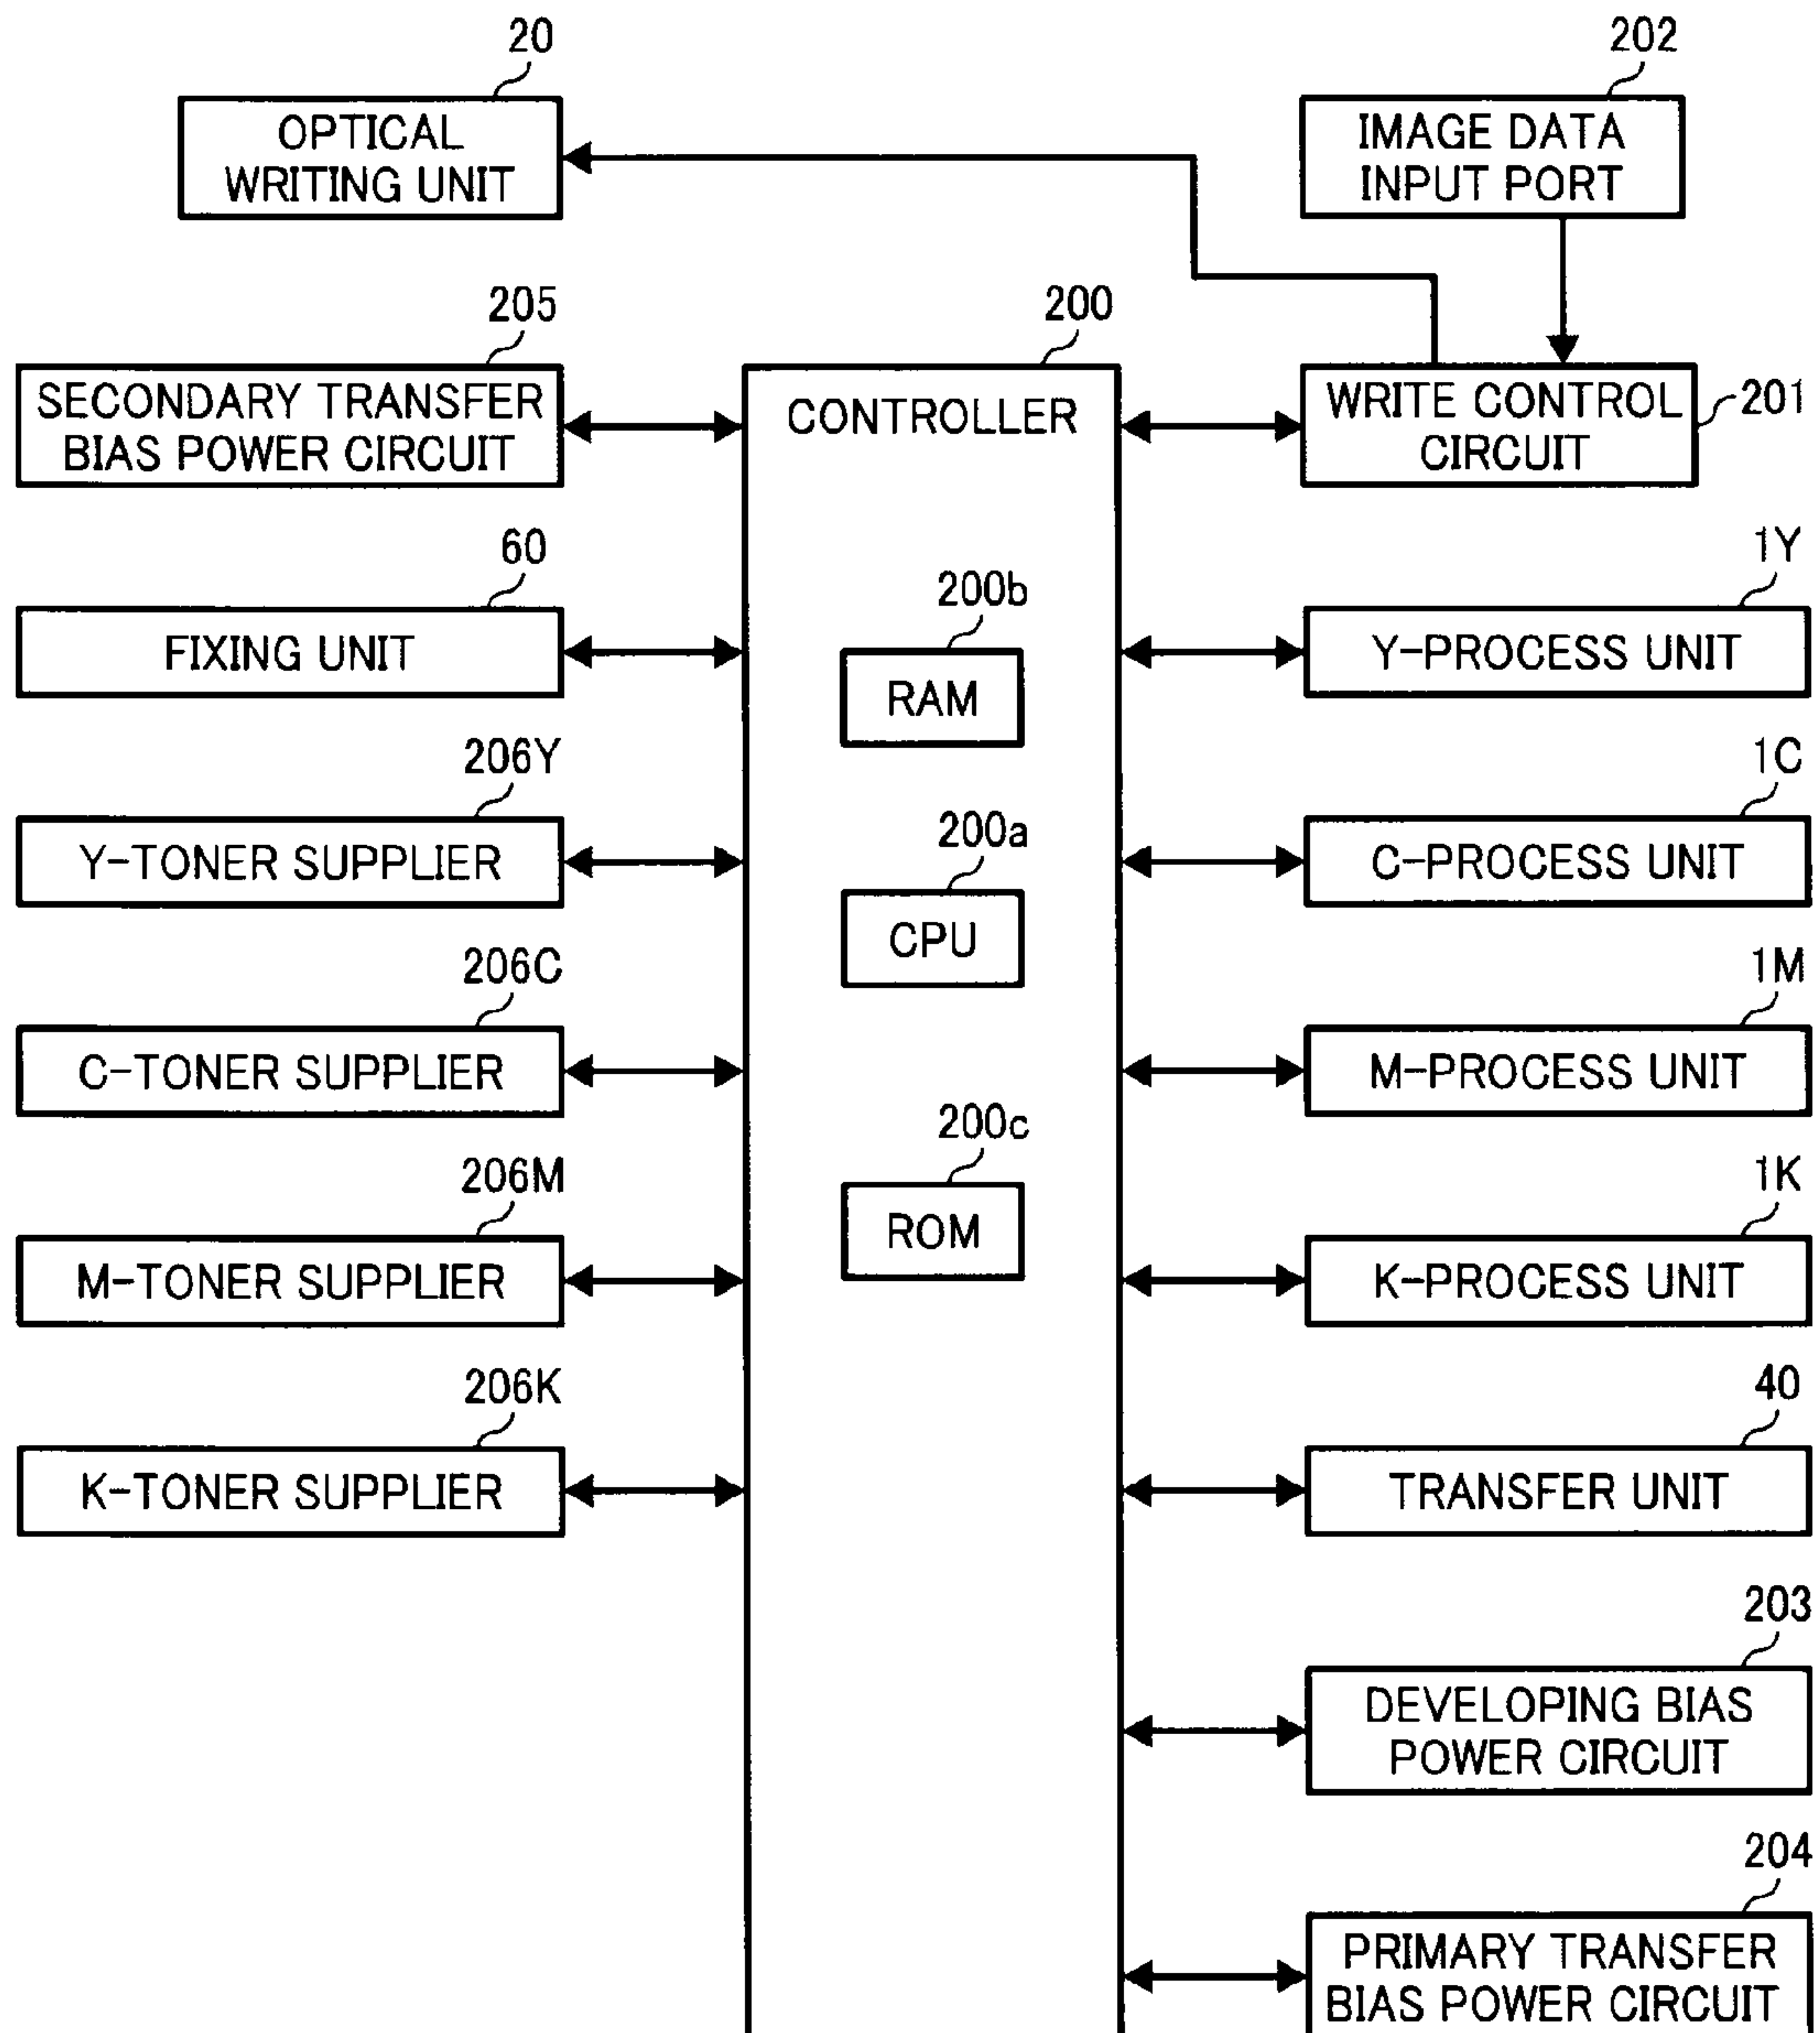 20
OPTICAL
WRITING UNIT
202
IMAGE DATA
INPUT PORT
205
SECONDARY TRANSFER
BIAS POWER CIRCUIT
200
CONTROLLER
WRITE CONTROL
CIRCUIT
201
60
FIXING UNIT
200b
RAM
1Y
Y-PROCESS UNIT
206Y
Y-TONER SUPPLIER
200a
CPU
1C
C-PROCESS UNIT
206C
C-TONER SUPPLIER
200c
ROM
1M
M-PROCESS UNIT
206M
M-TONER SUPPLIER
1K
K-PROCESS UNIT
206K
K-TONER SUPPLIER
40
TRANSFER UNIT
203
DEVELOPING BIAS
POWER CIRCUIT
204
PRIMARY TRANSFER
BIAS POWER CIRCUIT